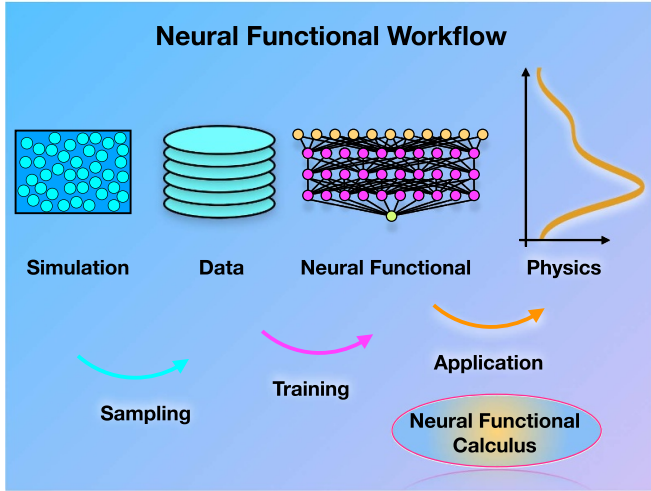 Neural Functional Workflow
Simulation
Data
Neural Functional
Physics
Sampling
Training
Application
Neural Functional
Calculus